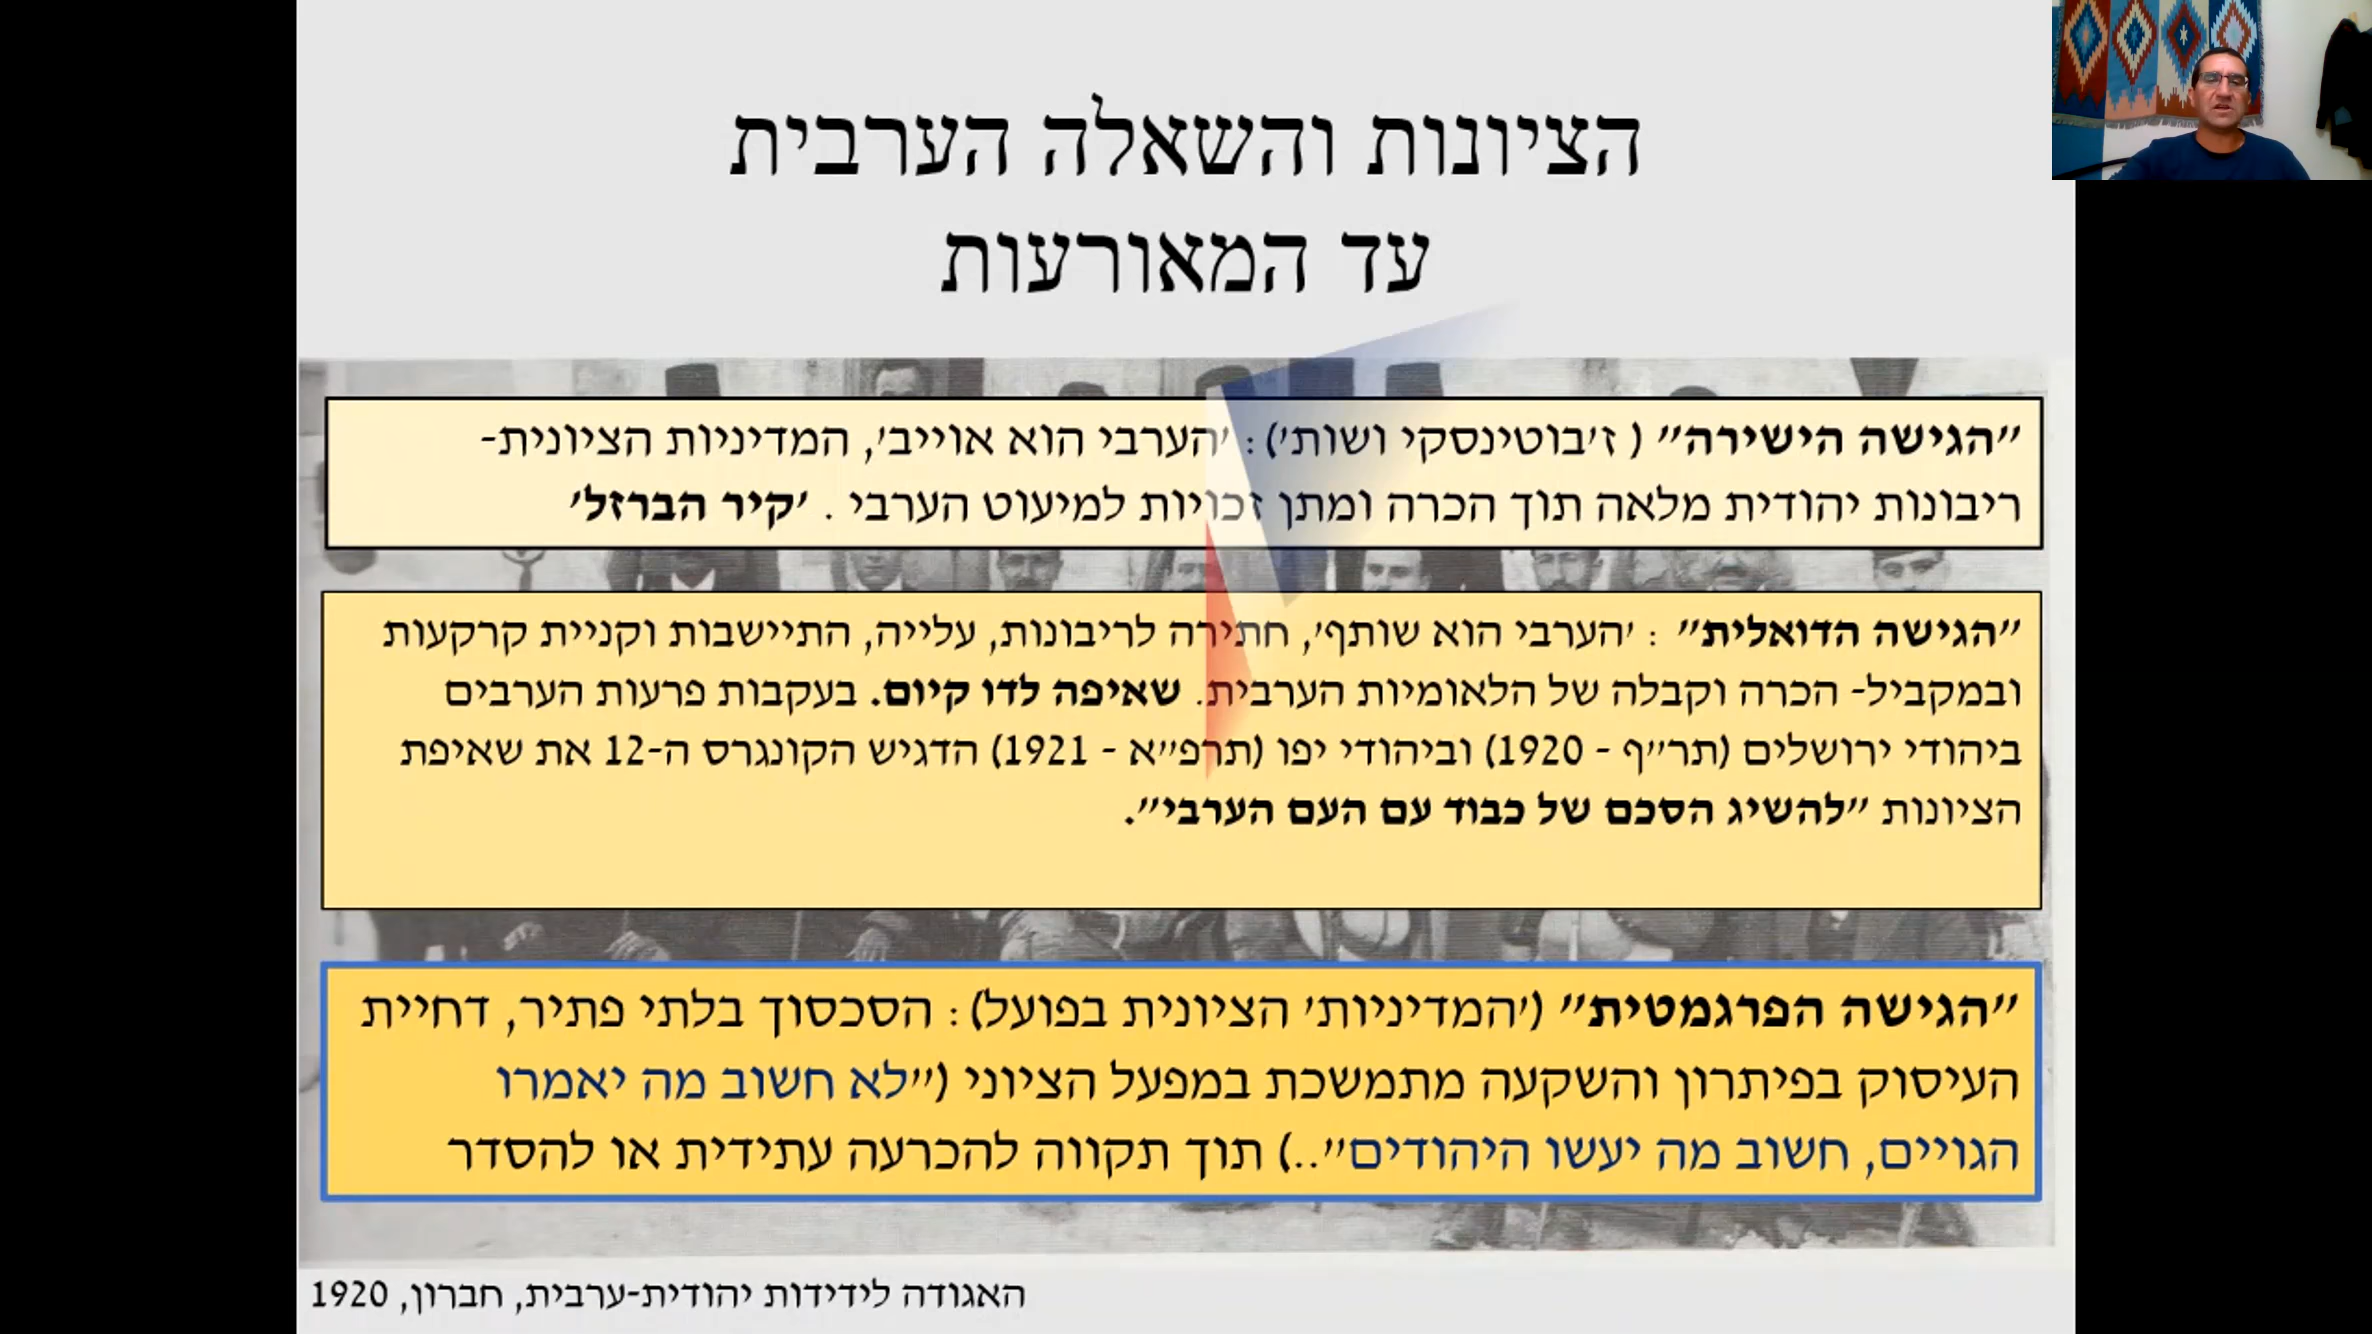 הציונות והשאלה הערבית
עד המאורעות
״הגישה הישירה״ ( ז׳בוטינסקי ושות׳): ׳הערבי הוא אוייב׳, המדיניות הציונית-
ריבונות יהודית מלאה תוך הכרה ומתן זכויות למיעוט הערבי . ׳קיר הברזל׳
״הגישה הדואלית״ : ׳הערבי הוא שותף׳, חתירה לריבונות, עלייה, התיישבות וקניית קרקעות
ובמקביל- הכרה וקבלה של הלאומיות הערבית. שאיפה לדו קיום. בעקבות פרעות הערבים
ביהודי ירושלים (תר״ף - 1920) וביהודי יפו (תרפ״א - 1921) הדגיש הקונגרס ה-12 את שאיפת
הציונות ״להשיג הסכם של כבוד עם העם הערבי״.
״הגישה הפרגמטית״ (׳המדיניות׳ הציונית בפועל): הסכסוך בלתי פתיר, דחיית
העיסוק בפיתרון והשקעה מתמשכת במפעל הציוני (״לא חשוב מה יאמרו
הגויים, חשוב מה יעשו היהודים״..) תוך תקווה להכרעה עתידית או להסדר
האגודה לידידות יהודית-ערבית, חברון, 1920